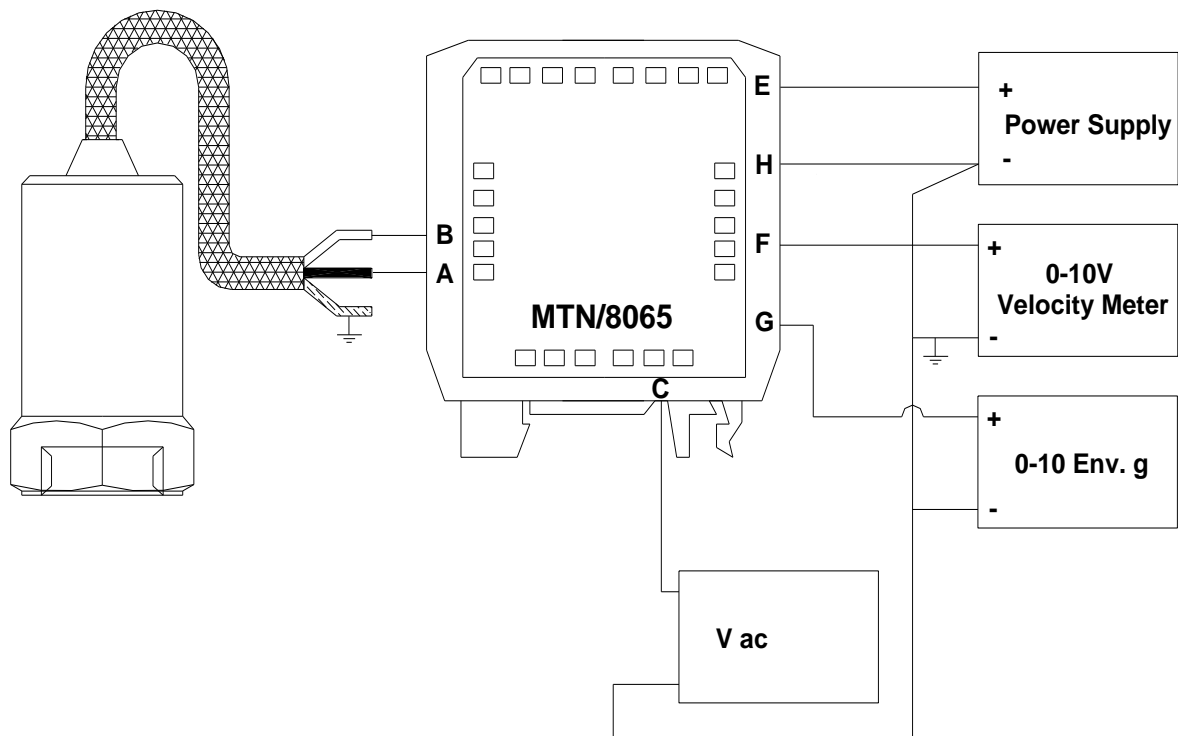 E
+
Power Supply
H
-
B
F
+
0-10V
A
Velocity Meter
MTN/8065
G
-
C
+
0-10 Env. g
-
V ac